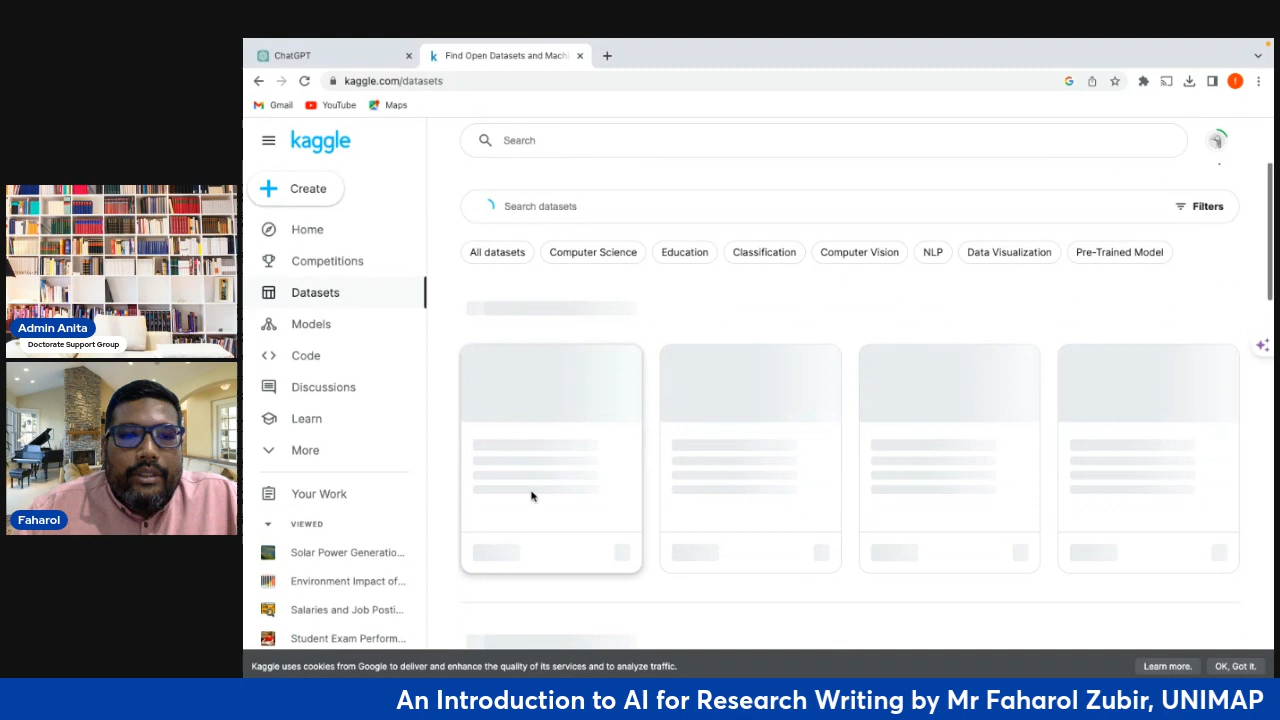 ChatGPT
Find Open Datasets and Machi
kaggle.com/datasets
Gmail
YouTube
Maps
kaggle
Search
Create
Search datasets
Filters
Home
All datasets
Computer Science
Education
Classification
Computer Vision
NLP
Data Visualization
Pre-Trained Model
Competitions
Datasets
Models
Code
Discussions
Learn
More
Your Work
VIEWED
Solar Power Generatio...
Environment Impact of...
Salaries and Job Posti...
Student Exam Perform...
Admin Anita
Doctorate Support Group
Faharol
Kaggle uses cookies from Google to deliver and enhance the quality of its services and to analyze traffic.
Learn more.
OK, Got it.
An Introduction to AI for Research Writing by Mr Faharol Zubir, UNIMAP